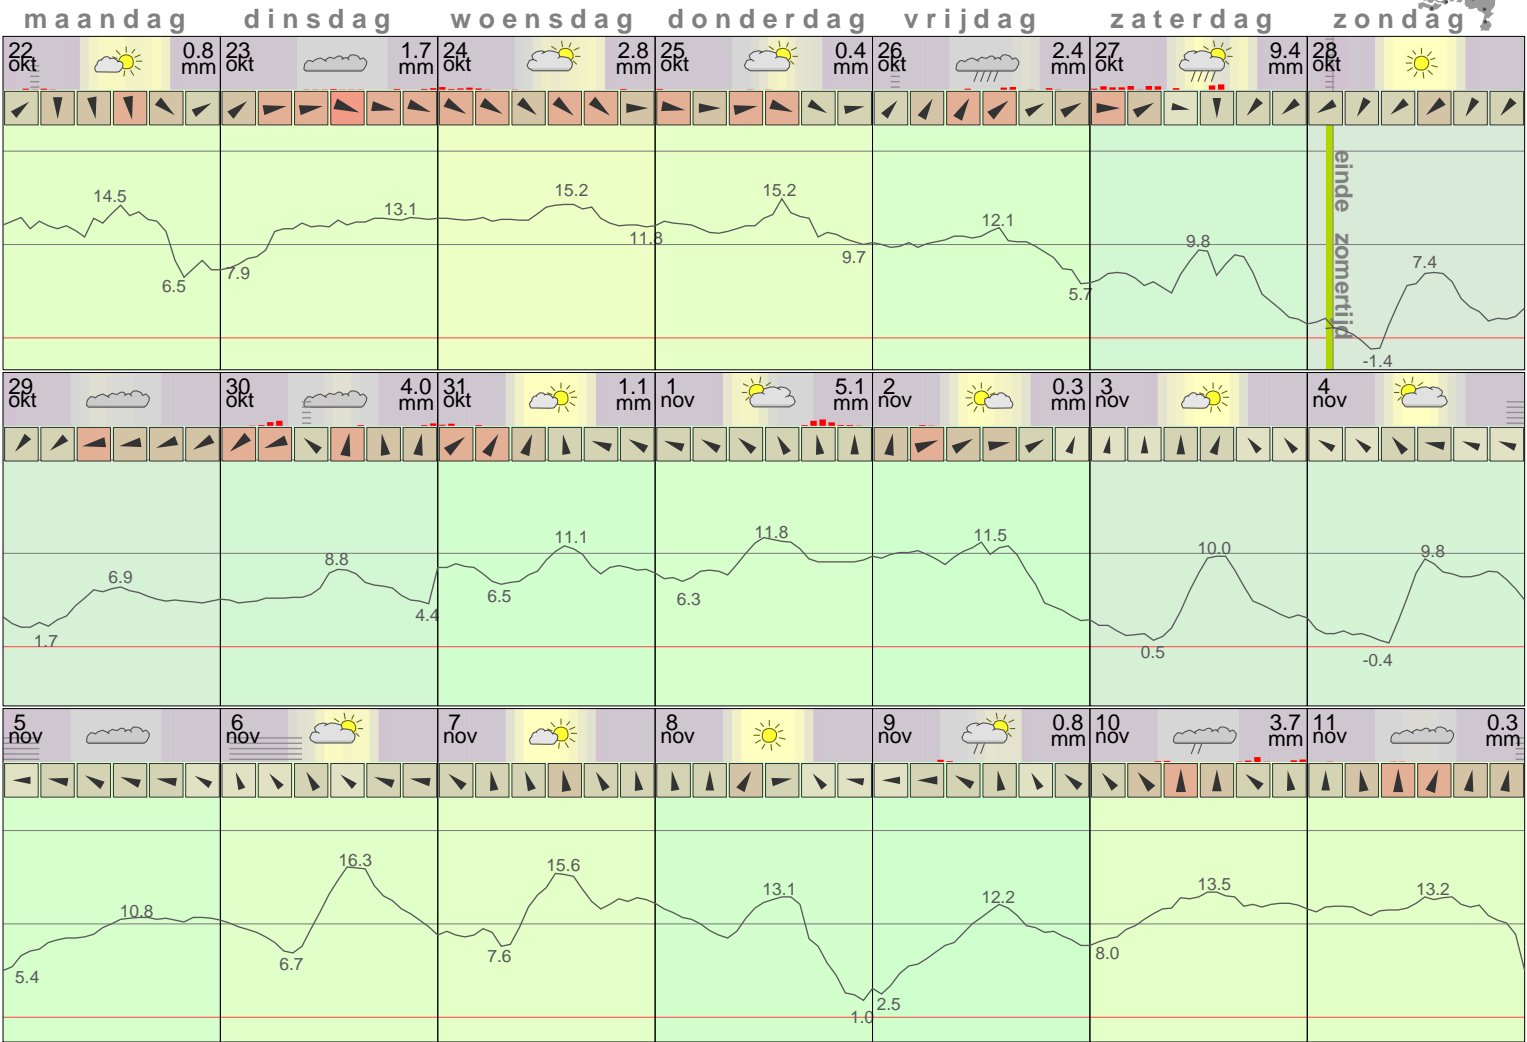 maandag dinsdag woensdag donderdag vrijdag zaterdag zondag
22 okt 0.8 mm
23 okt 1.7 mm
24 okt 2.8 mm
25 okt 0.4 mm
26 okt 2.4 mm
27 okt 9.4 mm
28 okt
14.5
6.5
7.9
13.1
15.2
11.8
15.2
9.7
12.1
5.7
9.8
einde zomertijd
7.4
-1.4
29 okt
30 okt 4.0 mm
31 okt 1.1 mm
1 nov 5.1 mm
2 nov 0.3 mm
3 nov
4 nov
6.9
1.7
8.8
4.4
11.1
6.5
11.8
6.3
11.5
10.0
0.5
9.8
-0.4
5 nov
6 nov
7 nov
8 nov
9 nov 0.8 mm
10 nov 3.7 mm
11 nov 0.3 mm
10.8
5.4
16.3
6.7
15.6
7.6
13.1
1.0
12.2
2.5
13.5
8.0
13.2